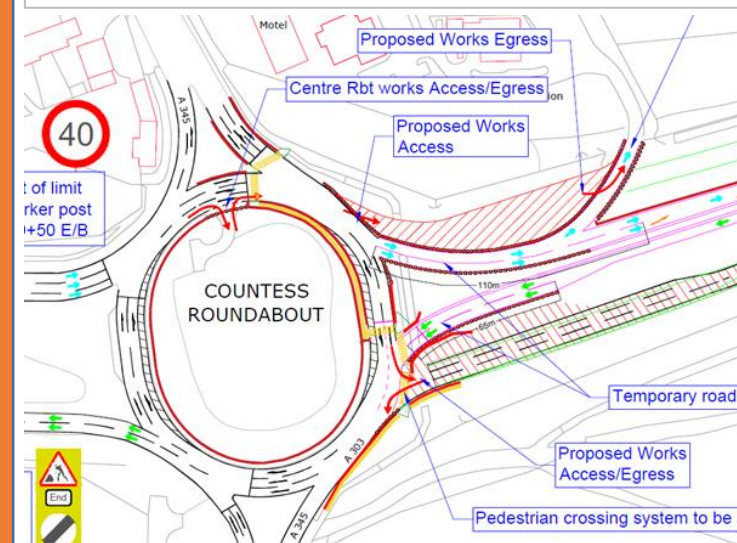 Motel
Proposed Works Egress
Centre Rbt works Access/Egress
ion
Proposed Works
Access
A 345
40
t of limit
rker post
+50 E/B
COUNTESS
ROUNDABOUT
110m
65m
Temporary road
A 303
Proposed Works
Access/Egress
End
A 345
Pedestrian crossing system to be